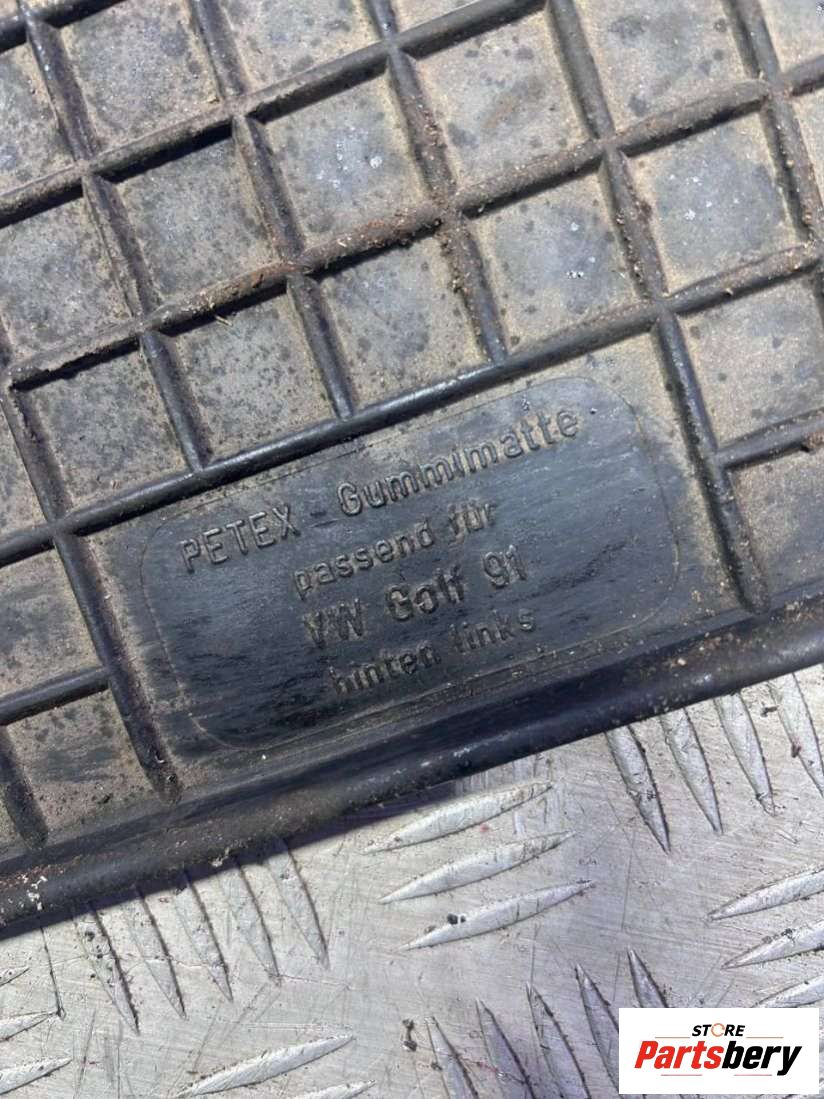 PETEX - Gummimatte
passend für
VW Golf 91
hinten links
STORE
Partsbery